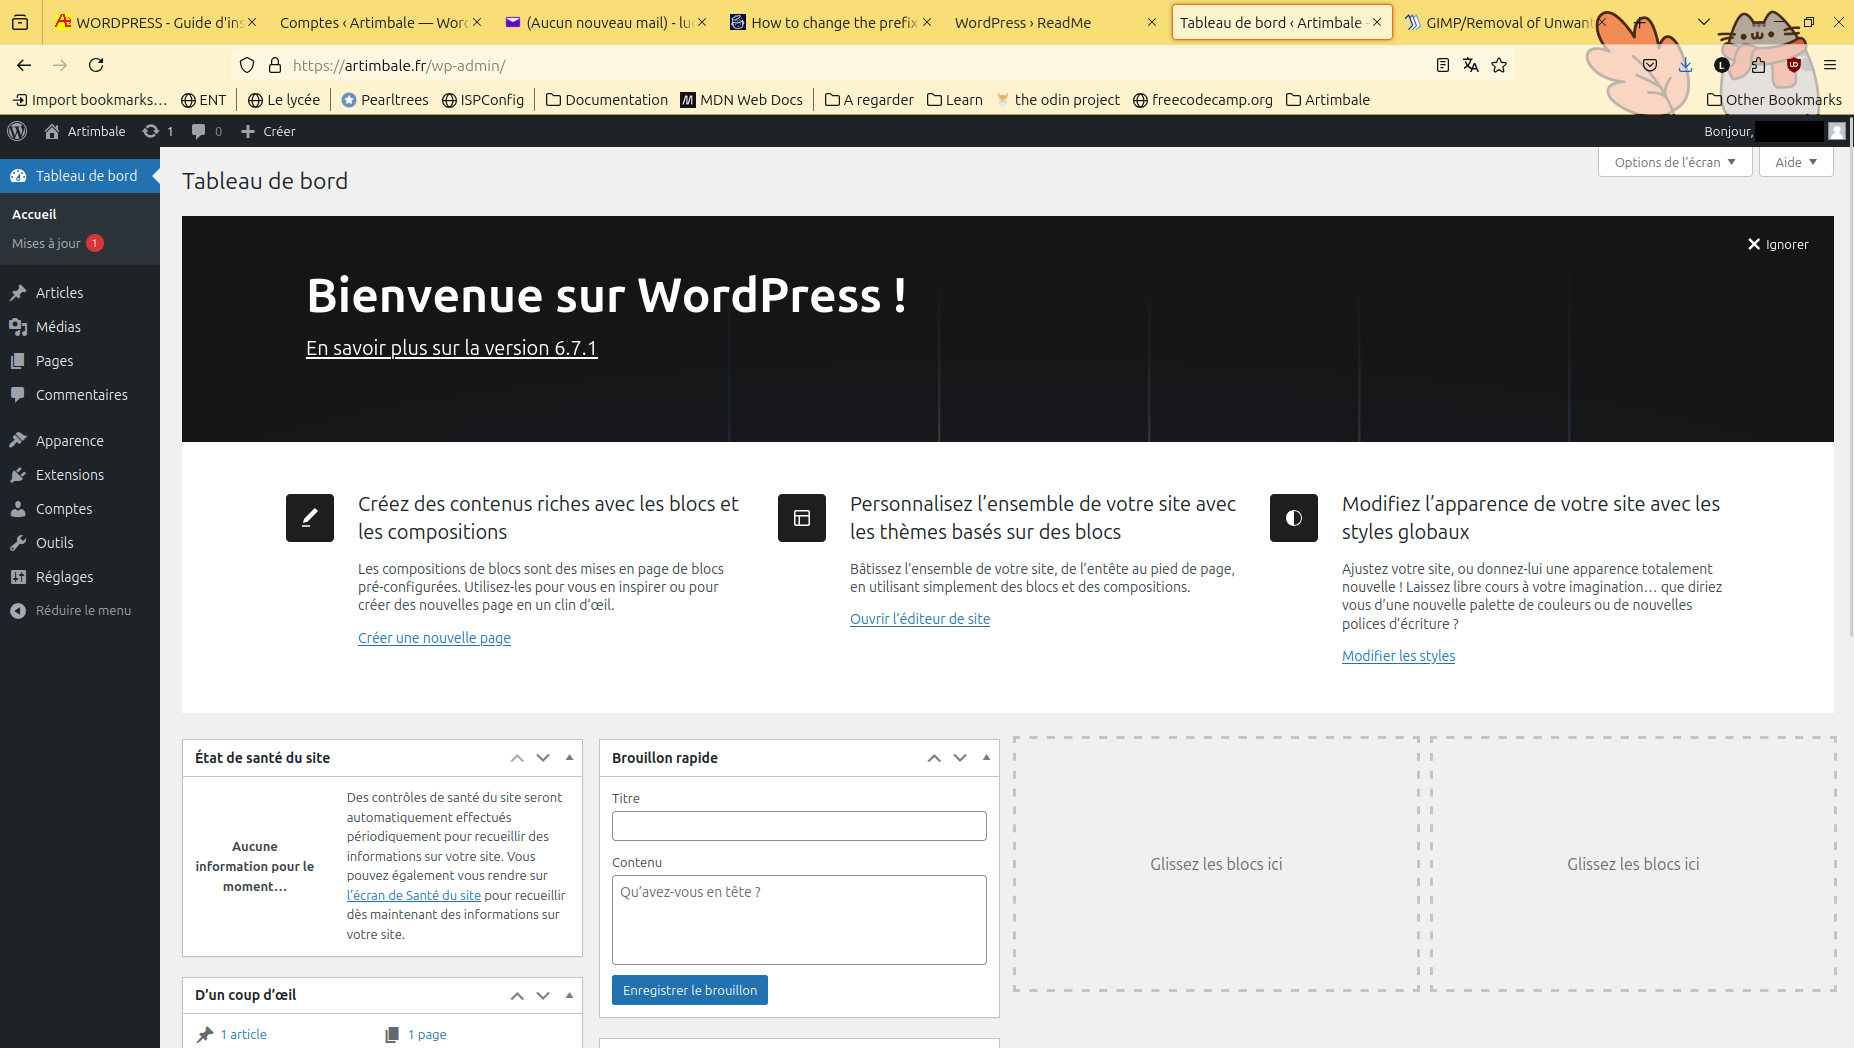 WORDPRESS - Guide d'ins
Comptes ‹ Artimbale — Word
(Aucun nouveau mail) - luc
How to change the prefix
WordPress › ReadMe
Tableau de bord ‹ Artimbale –
GIMP/Removal of Unwant
https://artimbale.fr/wp-admin/
L
Import bookmarks…
ENT
Le lycée
Pearltrees
ISPConfig
Documentation
MDN Web Docs
A regarder
Learn
the odin project
freecodecamp.org
Artimbale
Other Bookmarks
Artimbale
1
0
Créer
Bonjour,
Tableau de bord
Accueil
Mises à jour 1
Articles
Médias
Pages
Commentaires
Apparence
Extensions
Comptes
Outils
Réglages
Réduire le menu
Options de l’écran
Aide
Tableau de bord
Ignorer
Bienvenue sur WordPress !
En savoir plus sur la version 6.7.1
Créez des contenus riches avec les blocs et
les compositions
Les compositions de blocs sont des mises en page de blocs
pré-configurées. Utilisez-les pour vous en inspirer ou pour
créer des nouvelles page en un clin d’œil.
Créer une nouvelle page
Personnalisez l’ensemble de votre site avec
les thèmes basés sur des blocs
Bâtissez l’ensemble de votre site, de l’entête au pied de page,
en utilisant simplement des blocs et des compositions.
Ouvrir l’éditeur de site
Modifiez l’apparence de votre site avec les
styles globaux
Ajustez votre site, ou donnez-lui une apparence totalement
nouvelle ! Laissez libre cours à votre imagination… que diriez
vous d’une nouvelle palette de couleurs ou de nouvelles
polices d’écriture ?
Modifier les styles
État de santé du site
Aucune
information pour le
moment…
Des contrôles de santé du site seront
automatiquement effectués
périodiquement pour recueillir des
informations sur votre site. Vous
pouvez également vous rendre sur
l’écran de Santé du site pour recueillir
dès maintenant des informations sur
votre site.
D’un coup d’œil
1 article
1 page
Brouillon rapide
Titre
Contenu
Qu’avez-vous en tête ?
Enregistrer le brouillon
Glissez les blocs ici
Glissez les blocs ici